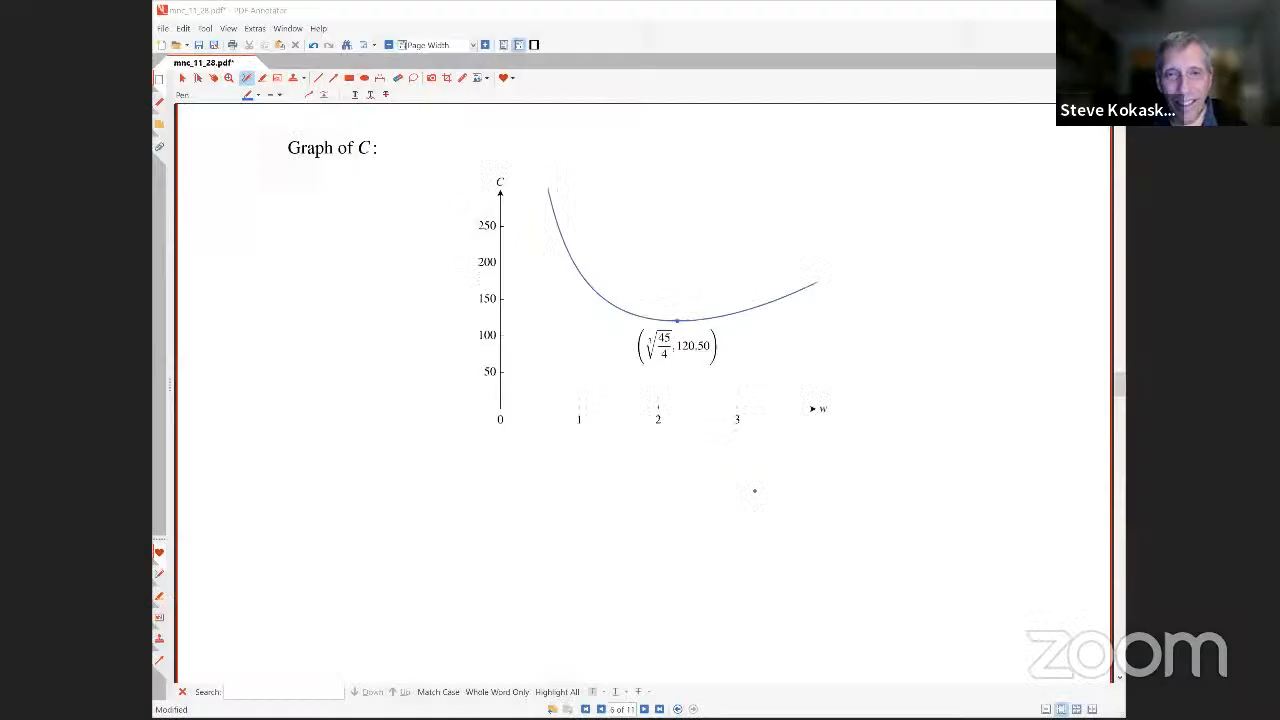 mnc_11_28.pdf* - PDF Annotator
File Edit Tool View Extras Window Help
Page Width
mnc_11_28.pdf*
Pen
Steve Kokask...
Graph of C:
C
250
200
150
100
50
(∛45/4, 120.50)
0 1 2 3 w
zoom
Search: Down Up Match Case Whole Word Only Highlight All
Modified 6 of 11